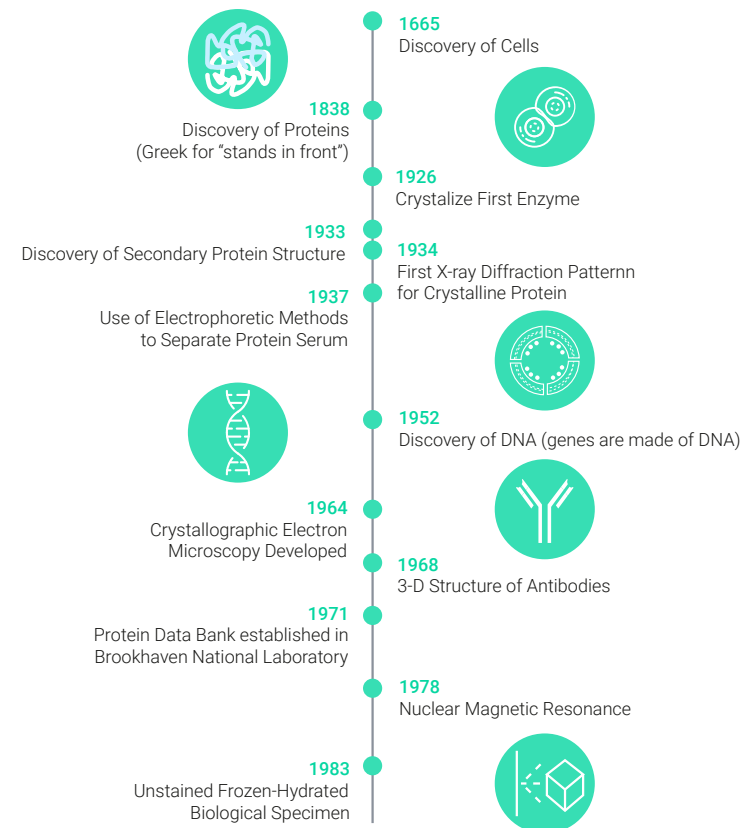 1665
Discovery of Cells
1838
Discovery of Proteins
(Greek for “stands in front”)
1926
Crystalize First Enzyme
1933
Discovery of Secondary Protein Structure
1934
First X-ray Diffraction Patternn
for Crystalline Protein
1937
Use of Electrophoretic Methods
to Separate Protein Serum
1952
Discovery of DNA (genes are made of DNA)
1964
Crystallographic Electron
Microscopy Developed
1968
3-D Structure of Antibodies
1971
Protein Data Bank established in
Brookhaven National Laboratory
1978
Nuclear Magnetic Resonance
1983
Unstained Frozen-Hydrated
Biological Specimen